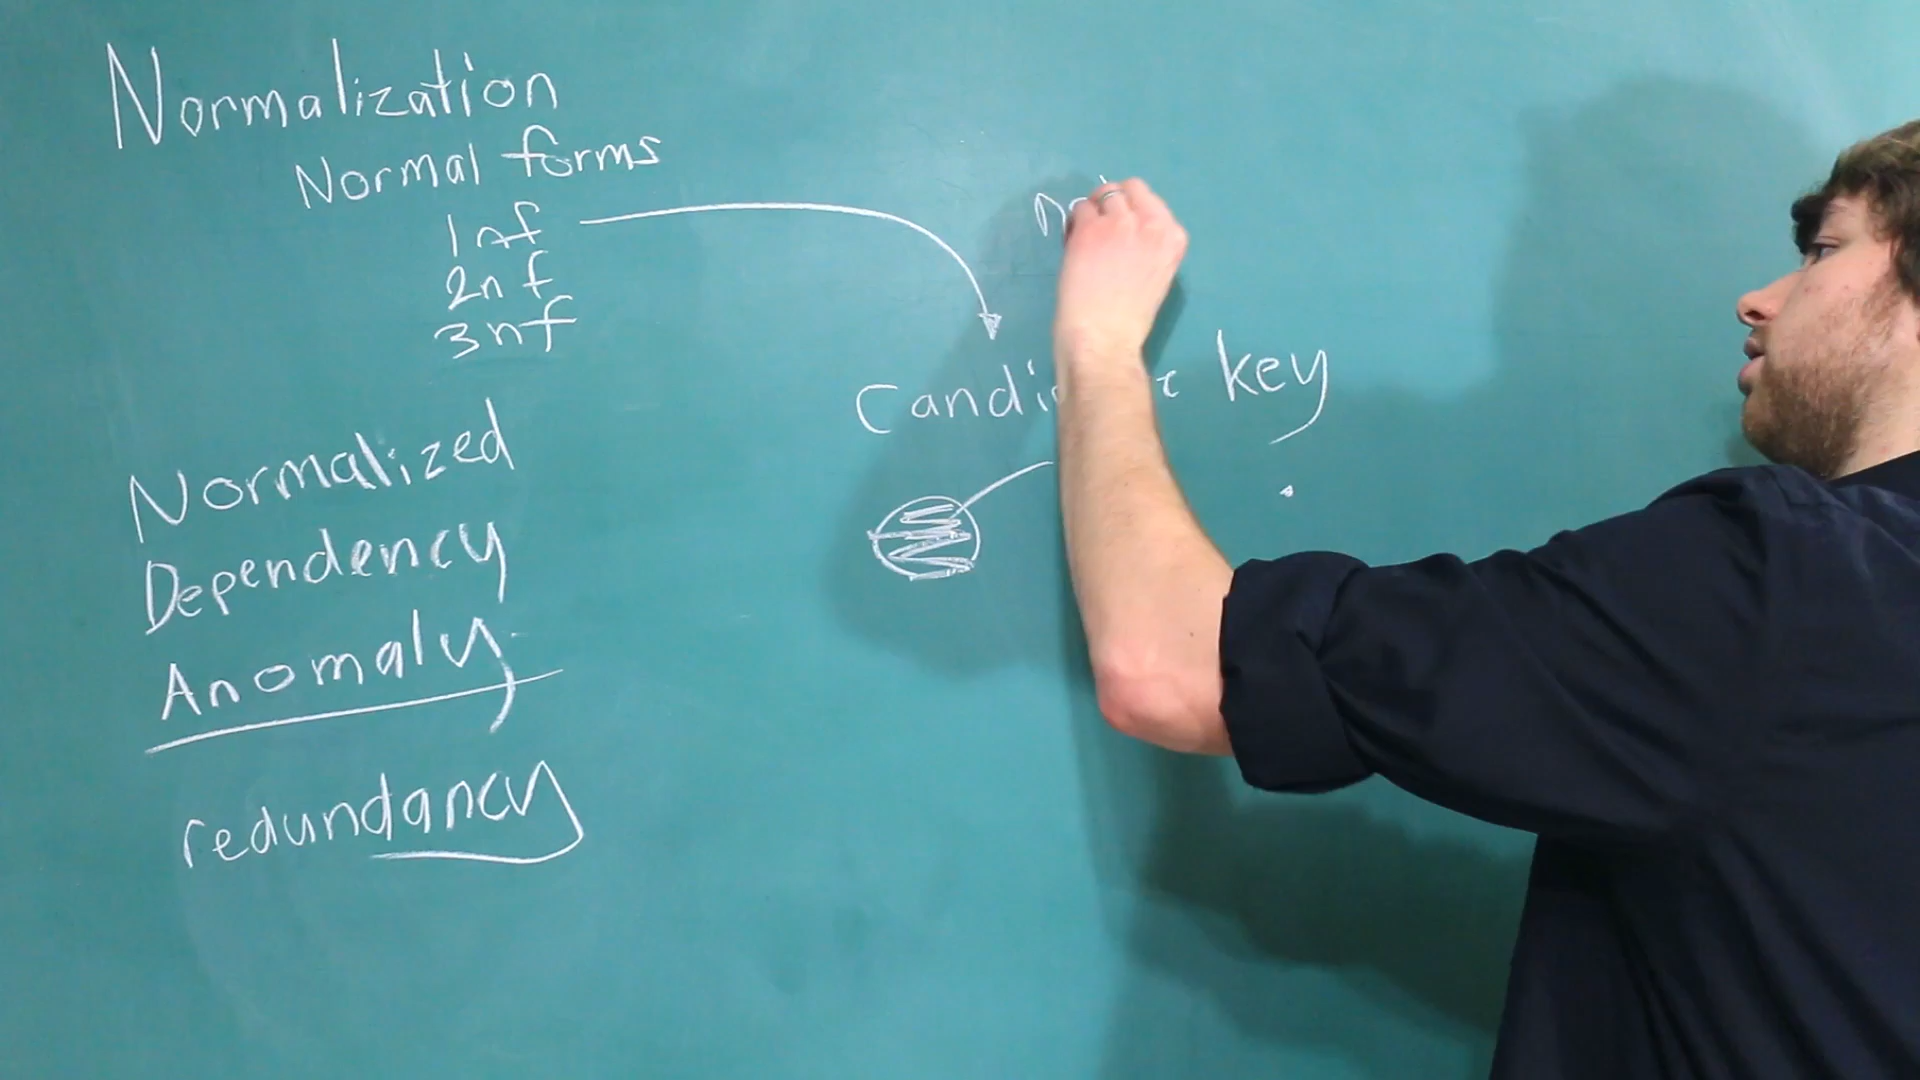 Normalization
Normal forms
1nf
2nf
3nf
Normalized
Dependency
Anomaly
redundancy
key